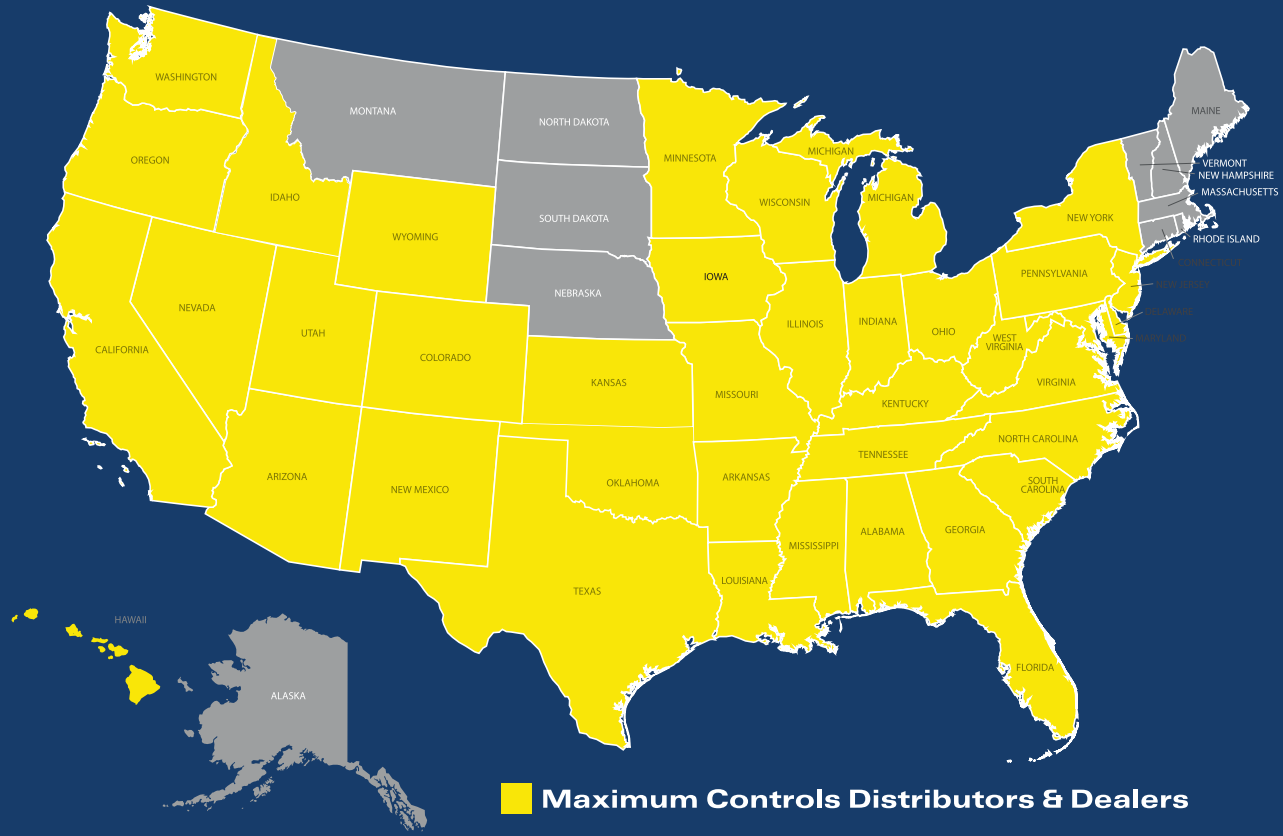 WASHINGTON
MONTANA
NORTH DAKOTA
MINNESOTA
MICHIGAN
MAINE
OREGON
IDAHO
WYOMING
SOUTH DAKOTA
WISCONSIN
MICHIGAN
NEW YORK
VERMONT
NEW HAMPSHIRE
MASSACHUSETTS
RHODE ISLAND
CONNECTICUT
NEW JERSEY
DELAWARE
MARYLAND
NEVADA
UTAH
CALIFORNIA
COLORADO
NEBRASKA
IOWA
ILLINOIS
INDIANA
OHIO
PENNSYLVANIA
WEST
VIRGINIA
VIRGINIA
KANSAS
MISSOURI
KENTUCKY
ARIZONA
NEW MEXICO
OKLAHOMA
ARKANSAS
TENNESSEE
NORTH CAROLINA
SOUTH
CAROLINA
TEXAS
LOUISIANA
MISSISSIPPI
ALABAMA
GEORGIA
FLORIDA
HAWAII
ALASKA
Maximum Controls Distributors & Dealers